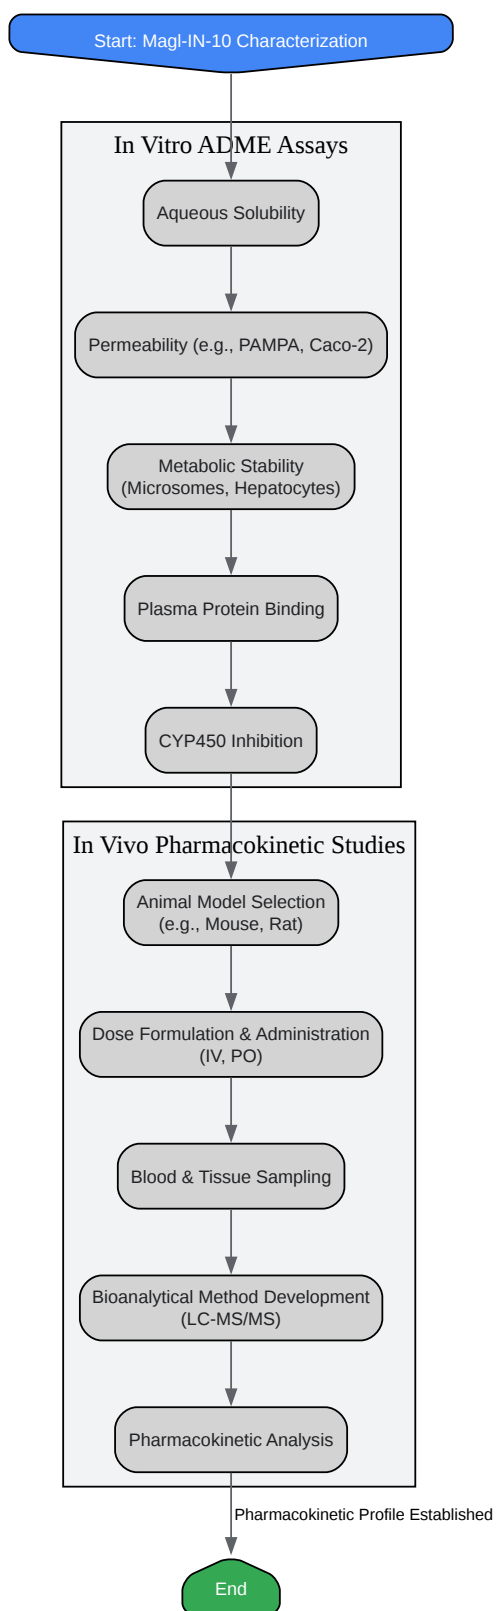 Start: Magl-IN-10 Characterization
In Vitro ADME Assays
Aqueous Solubility
Permeability (e.g., PAMPA, Caco-2)
Metabolic Stability
(Microsomes, Hepatocytes)
Plasma Protein Binding
CYP450 Inhibition
In Vivo Pharmacokinetic Studies
Animal Model Selection
(e.g., Mouse, Rat)
Dose Formulation & Administration
(IV, PO)
Blood & Tissue Sampling
Bioanalytical Method Development
(LC-MS/MS)
Pharmacokinetic Analysis
Pharmacokinetic Profile Established
End